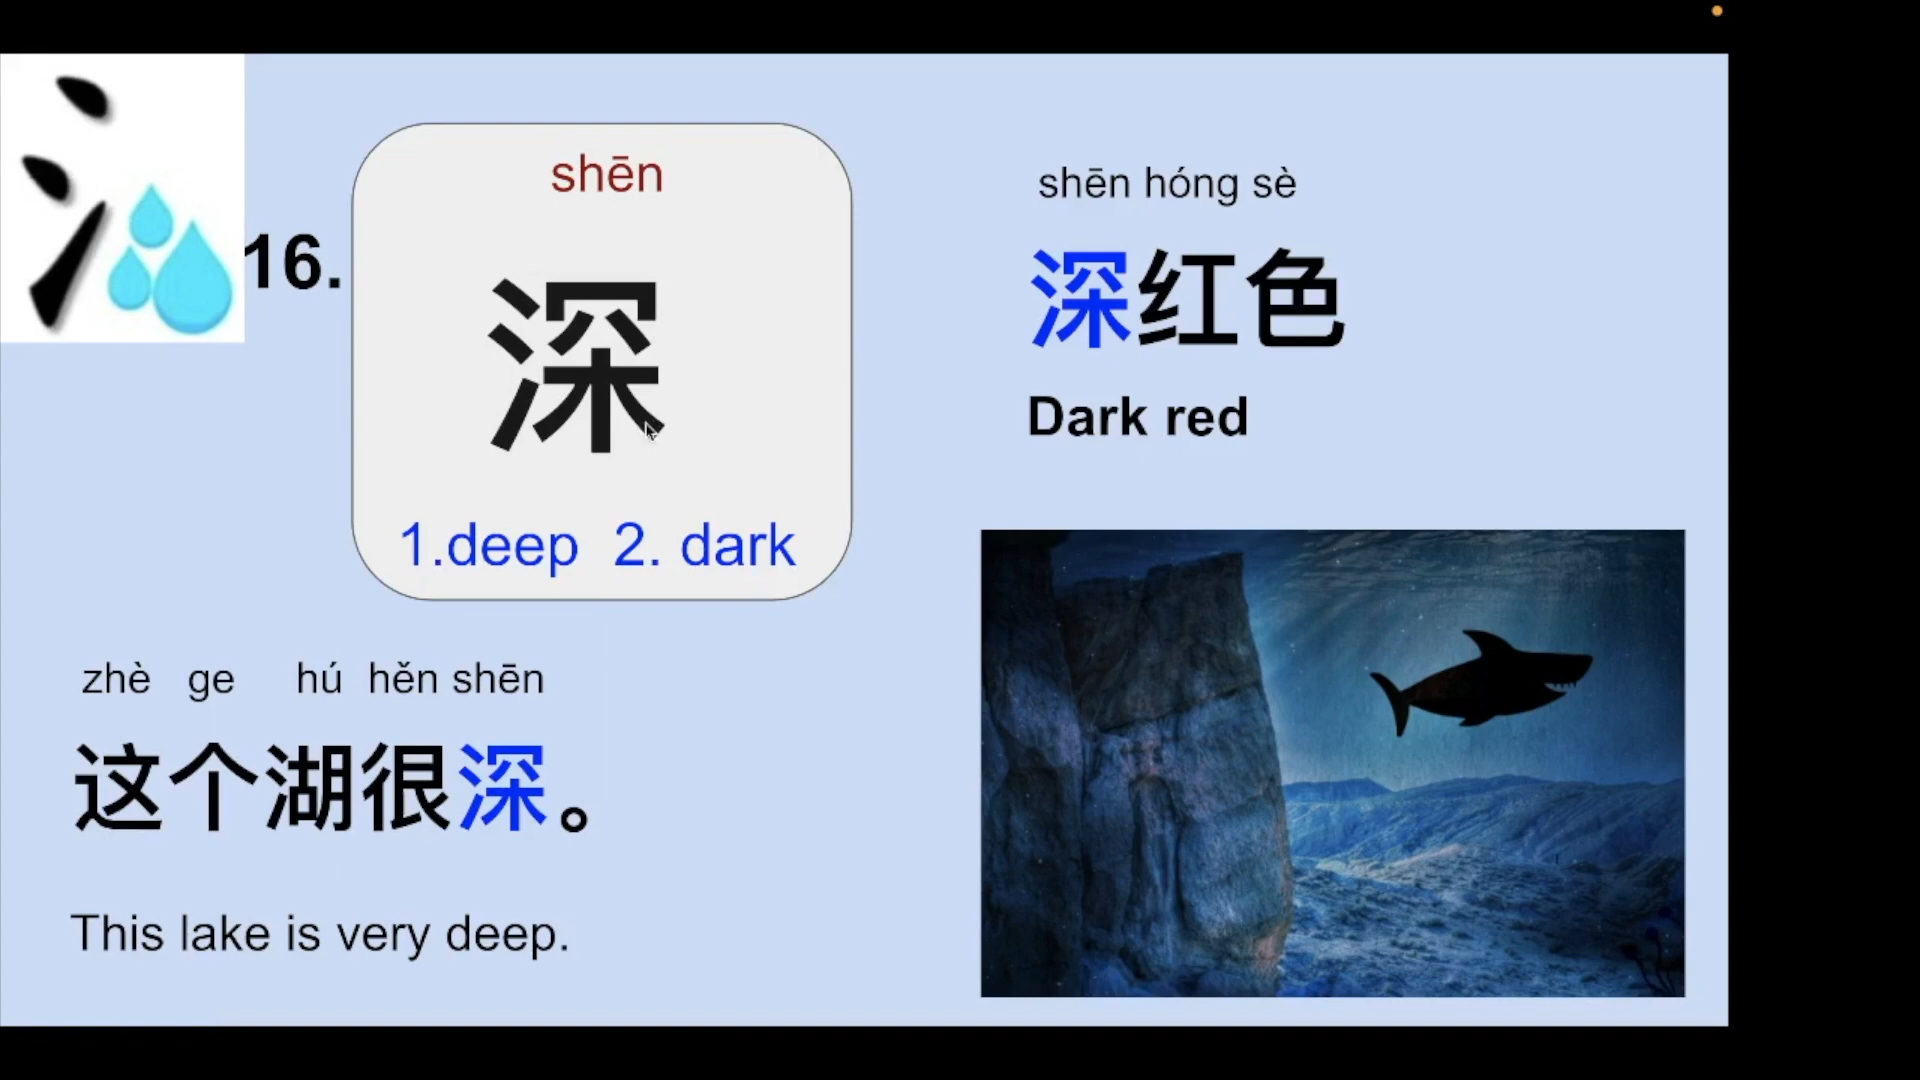 氵
16.
shēn
深
1.deep 2. dark
shēn hóng sè
深红色
Dark red
zhè ge hú hěn shēn
这个湖很深。
This lake is very deep.